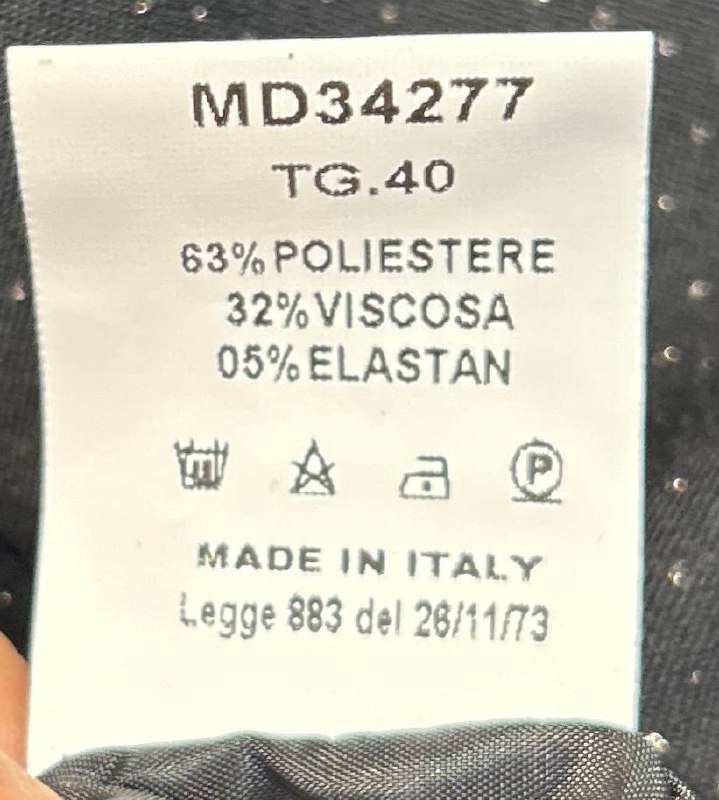 MD34277
TG.40
63% POLIESTERE
32% VISCOSA
05% ELASTAN
P
MADE IN ITALY
Legge 883 del 26/11/73